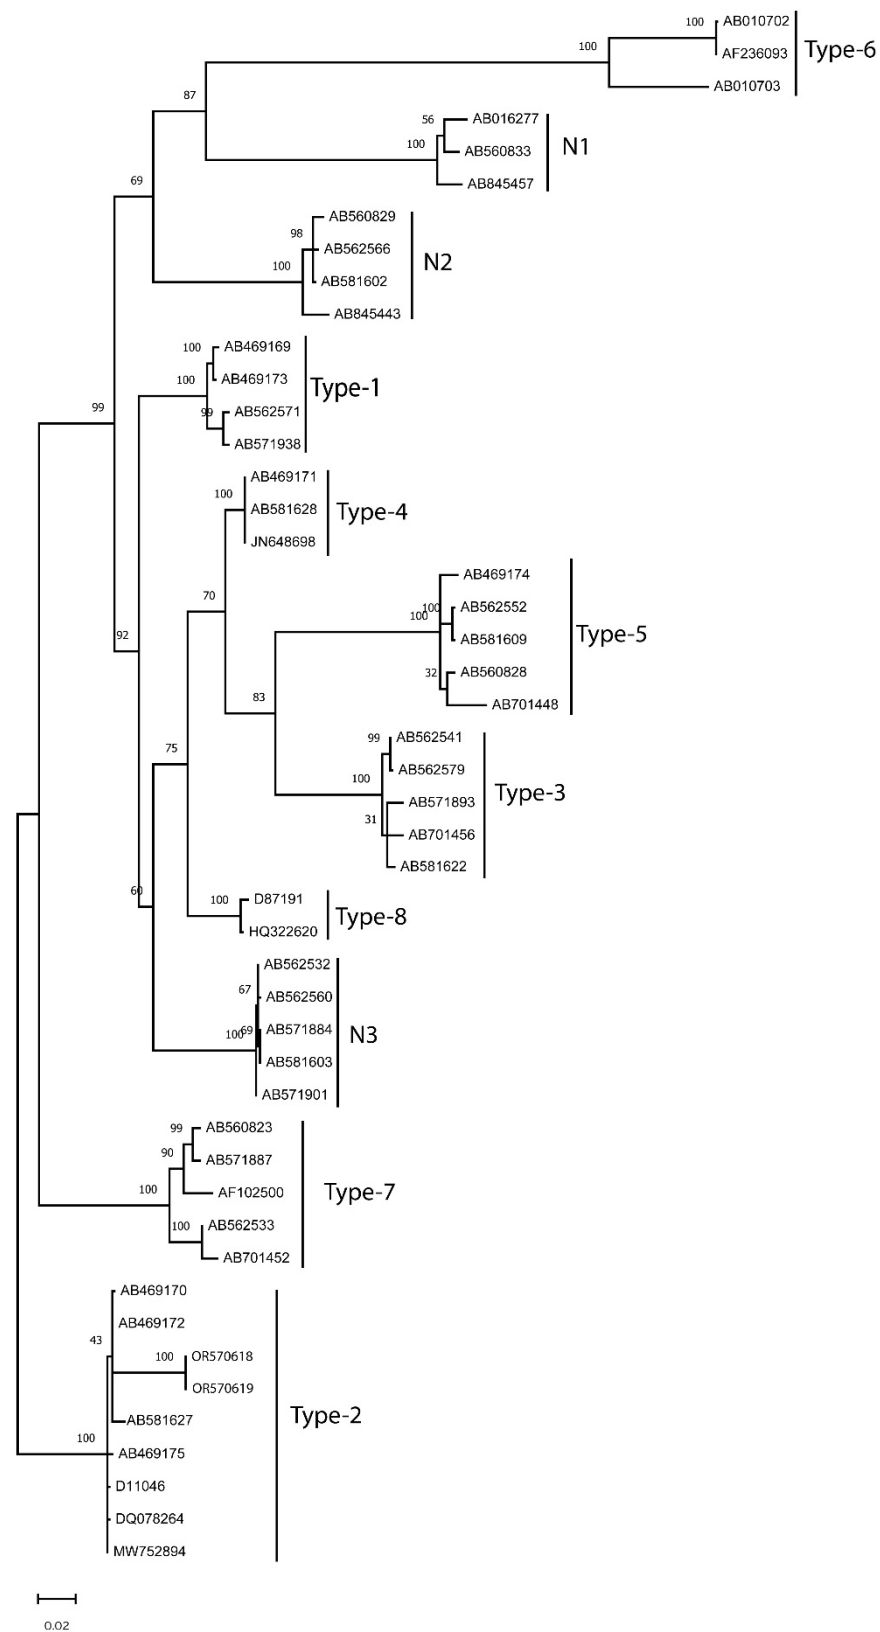 100
AB010702
AF236093
Type-6
100
AB010703
87
56
AB016277
100
AB560833
N1
AB845457
69
AB560829
98
AB562566
N2
100
AB581602
AB845443
100
AB469169
100
AB469173
Type-1
99
AB562571
99
AB571938
AB469171
100
AB581628
Type-4
JN648698
AB469174
70
100
AB562552
100
AB581609
Type-5
92
32
AB560828
83
AB701448
99
AB562541
75
AB562579
100
Type-3
AB571893
31
AB701456
AB581622
60
100
D87191
Type-8
HQ322620
AB562532
67
AB562560
100
69
AB571884
N3
AB581603
AB571901
99
AB560823
90
AB571887
100
AF102500
Type-7
100
AB562533
AB701452
AB469170
AB469172
43
100
OR570618
OR570619
AB581627
Type-2
100
AB469175
D11046
DQ078264
MW752894
0.02